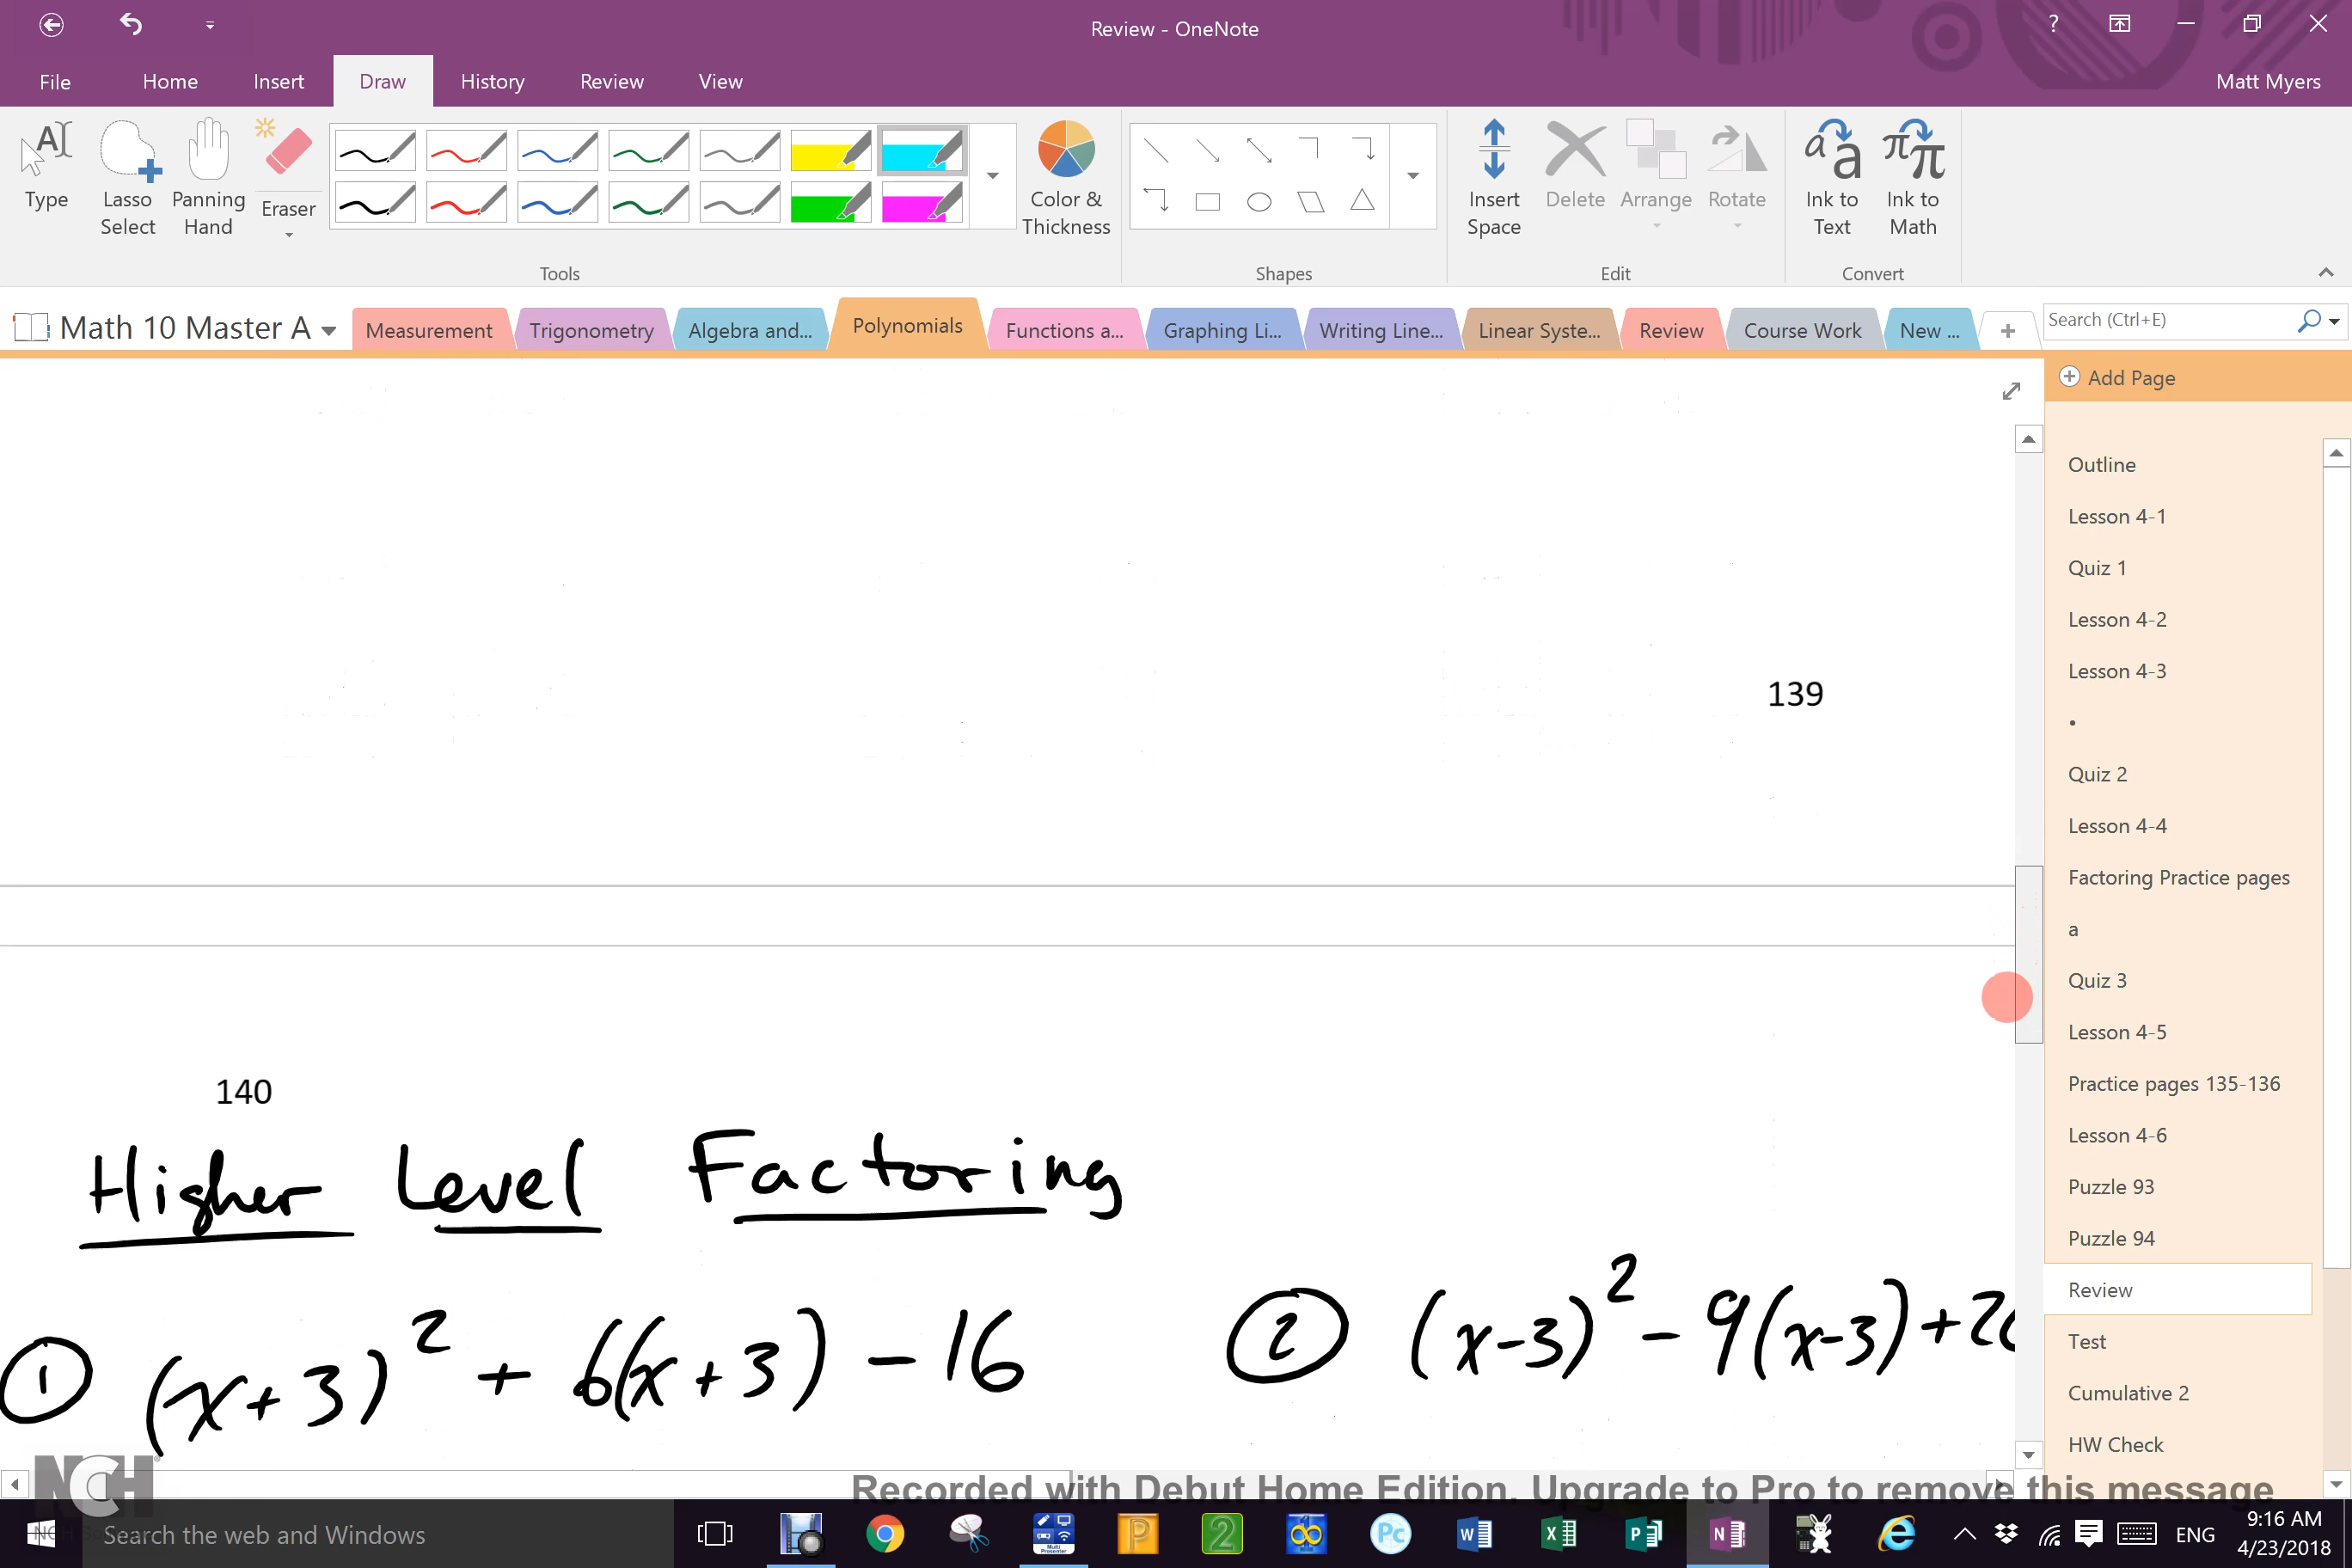 Review - OneNote
?
File Home Insert Draw History Review View Matt Myers
Type Lasso Select Panning Hand Eraser Color & Thickness Insert Space Delete Arrange Rotate Ink to Text Ink to Math
Tools Shapes Edit Convert
Math 10 Master A Measurement Trigonometry Algebra and... Polynomials Functions a... Graphing Li... Writing Line... Linear Syste... Review Course Work New ... + Search (Ctrl+E)
Add Page
Outline
Lesson 4-1
Quiz 1
Lesson 4-2
Lesson 4-3
•
Quiz 2
Lesson 4-4
Factoring Practice pages
a
Quiz 3
Lesson 4-5
Practice pages 135-136
Lesson 4-6
Puzzle 93
Puzzle 94
Review
Test
Cumulative 2
HW Check
139
140
Higher Level Factoring
① (x+3)² + 6(x+3) - 16 ② (x-3)² - 9(x-3) + 2
NCH
Recorded with Debut Home Edition. Upgrade to Pro to remove this message
Search the web and Windows
ENG 9:16 AM
4/23/2018